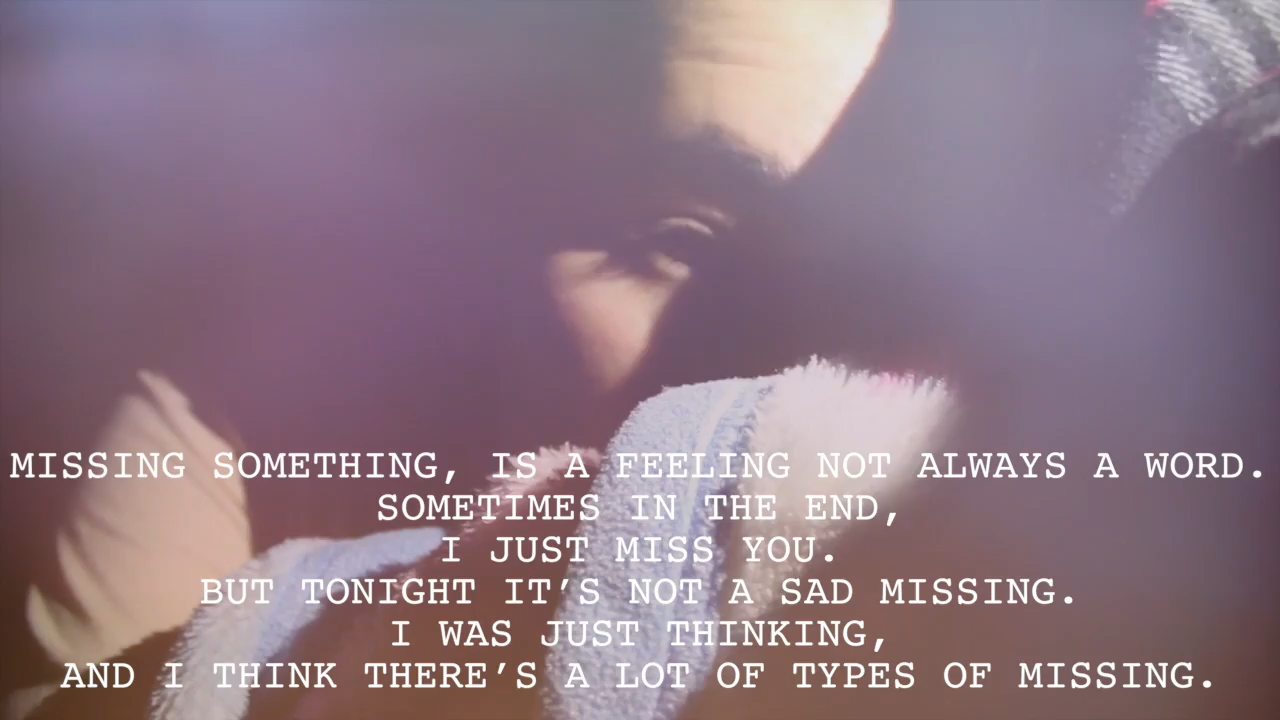 MISSING SOMETHING, IS A FEELING NOT ALWAYS A WORD.
SOMETIMES IN THE END,
I JUST MISS YOU.
BUT TONIGHT IT’S NOT A SAD MISSING.
I WAS JUST THINKING,
AND I THINK THERE’S A LOT OF TYPES OF MISSING.